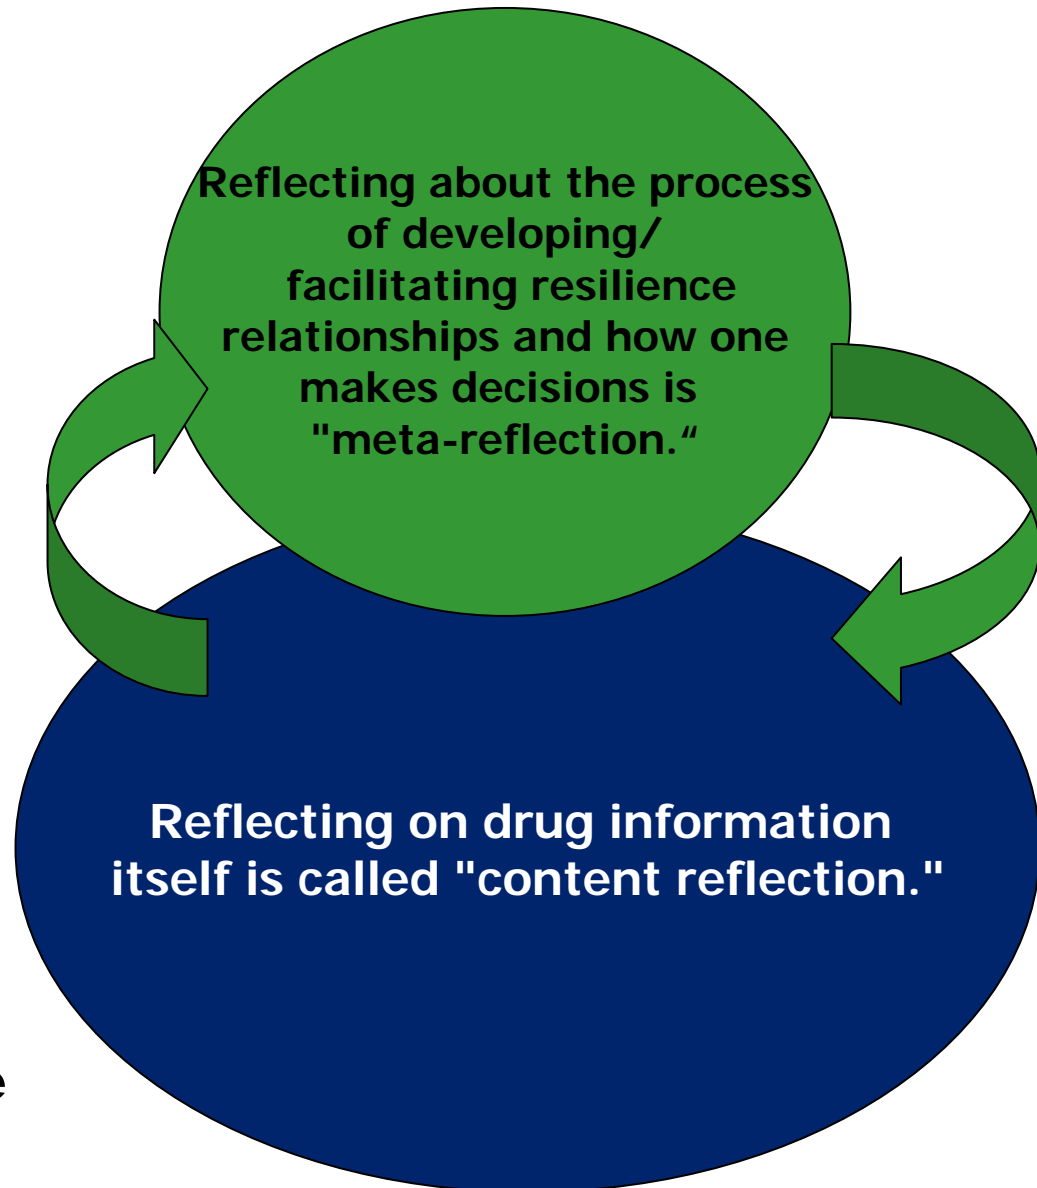 Reflecting about the process
of developing/
facilitating resilience
relationships and how one
makes decisions is
"meta-reflection.“
Reflecting on drug information
itself is called "content reflection."
e